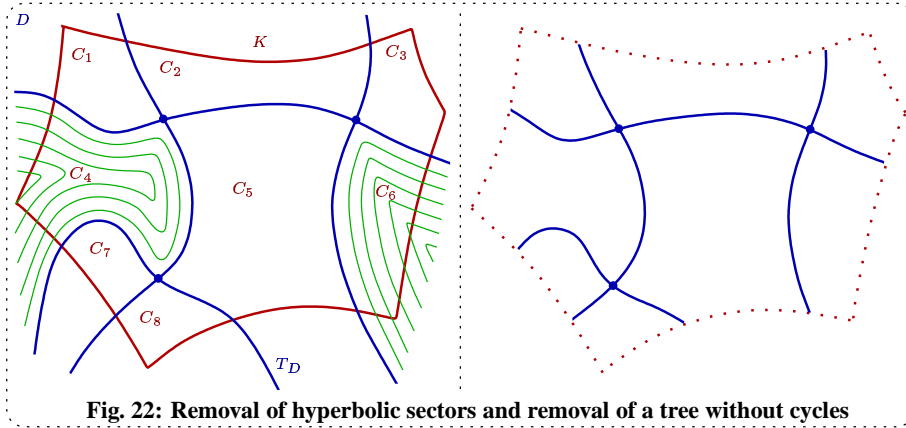 D
K
C1
C2
C3
C4
C5
C6
C7
C8
TD
Fig. 22: Removal of hyperbolic sectors and removal of a tree without cycles